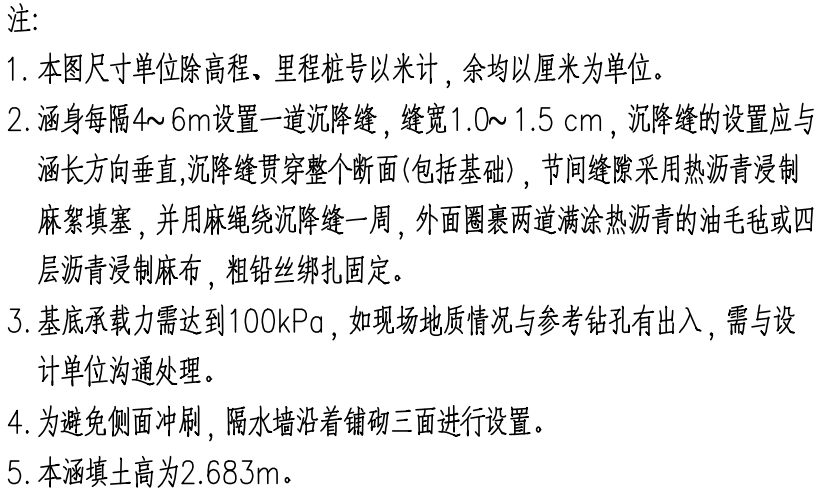 注:
1. 本图尺寸单位除高程、里程桩号以米计，余均以厘米为单位。
2. 涵身每隔4~6m设置一道沉降缝，缝宽1.0~1.5 cm，沉降缝的设置应与
涵长方向垂直,沉降缝贯穿整个断面(包括基础)，节间缝隙采用热沥青浸制
麻絮填塞，并用麻绳绕沉降缝一周，外面圈裹两道满涂热沥青的油毛毡或四
层沥青浸制麻布，粗铅丝绑扎固定。
3. 基底承载力需达到100kPa，如现场地质情况与参考钻孔有出入，需与设
计单位沟通处理。
4. 为避免侧面冲刷，隔水墙沿着铺砌三面进行设置。
5. 本涵填土高为2.683m。